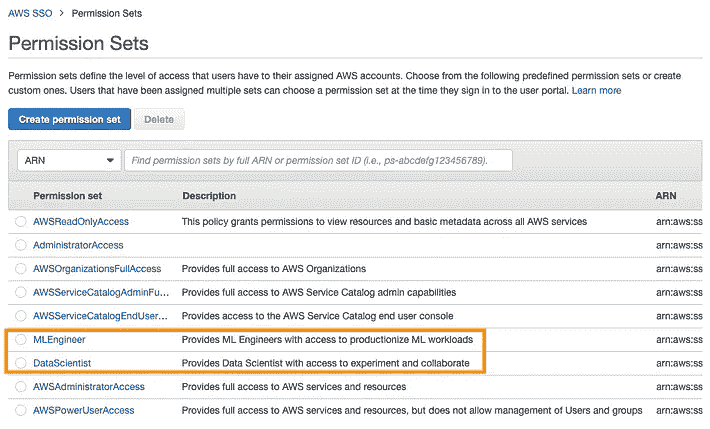 AWS SSO > Permission Sets
Permission Sets
Permission sets define the level of access that users have to their assigned AWS accounts. Choose from the following predefined permission sets or create
custom ones. Users that have been assigned multiple sets can choose a permission set at the time they sign in to the user portal. Learn more
Create permission set Delete
ARN Find permission sets by full ARN or permission set ID (i.e., ps-abcdefg123456789).
Permission set Description ARN
AWSReadOnlyAccess This policy grants permissions to view resources and basic metadata across all AWS services arn:aws:ss
AdministratorAccess arn:aws:ss
AWSOrganizationsFullAccess Provides full access to AWS Organizations arn:aws:ss
AWSServiceCatalogAdminFu... Provides full access to AWS Service Catalog admin capabilities arn:aws:ss
AWSServiceCatalogEndUser... Provides access to the AWS Service Catalog end user console arn:aws:ss
MLEngineer Provides ML Engineers with access to productionize ML workloads arn:aws:ss
DataScientist Provides Data Scientist with access to experiment and collaborate arn:aws:ss
AWSAdministratorAccess Provides full access to AWS services and resources arn:aws:ss
AWSPowerUserAccess Provides full access to AWS services and resources, but does not allow management of Users and groups arn:aws:ss